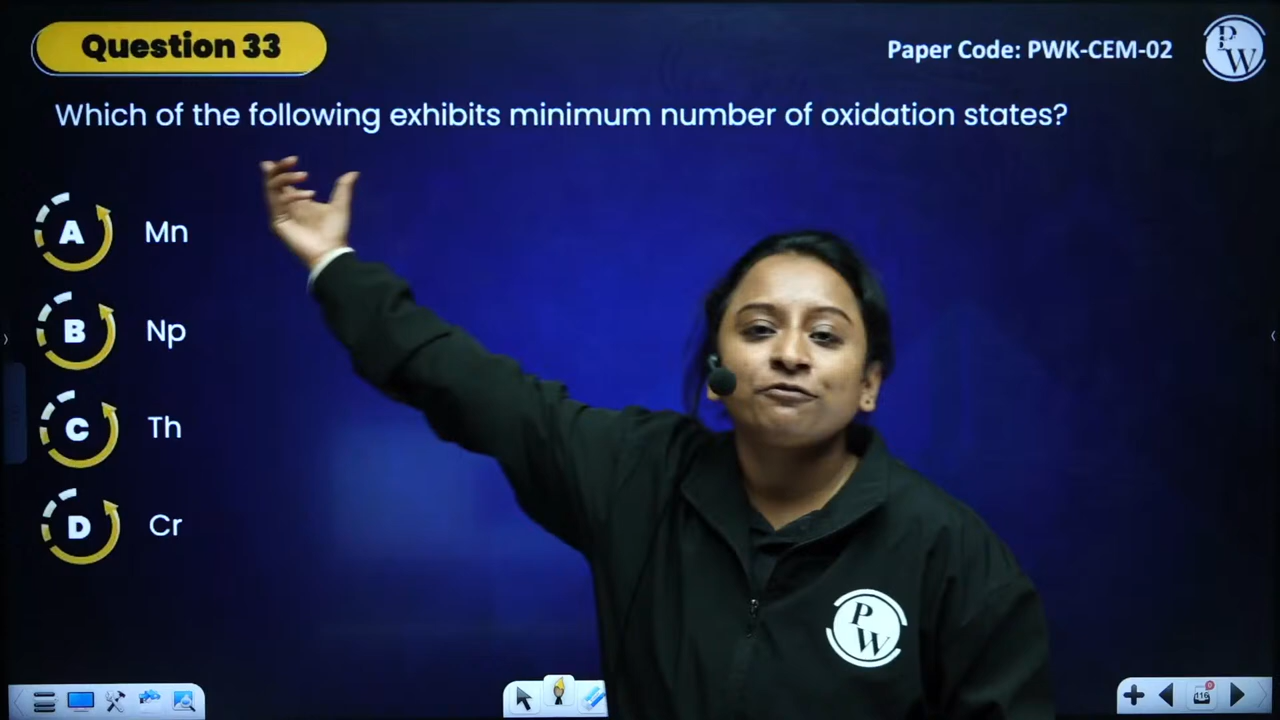 Question 33
Paper Code: PWK-CEM-02
P
W
Which of the following exhibits minimum number of oxidation states?
A Mn
B Np
C Th
D Cr
P
W